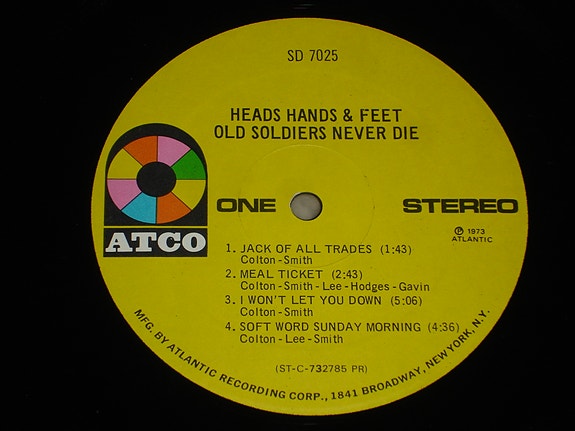 SD 7025
HEADS HANDS & FEET
OLD SOLDIERS NEVER DIE
ATCO
ONE
STEREO
℗ 1973
ATLANTIC
1. JACK OF ALL TRADES (1:43)
Colton-Smith
2. MEAL TICKET (2:43)
Colton-Smith-Lee-Hodges-Gavin
3. I WON'T LET YOU DOWN (5:06)
Colton-Smith
4. SOFT WORD SUNDAY MORNING (4:36)
Colton-Lee-Smith
(ST-C-732785 PR)
MFG. BY ATLANTIC RECORDING CORP., 1841 BROADWAY, NEW YORK, N.Y.